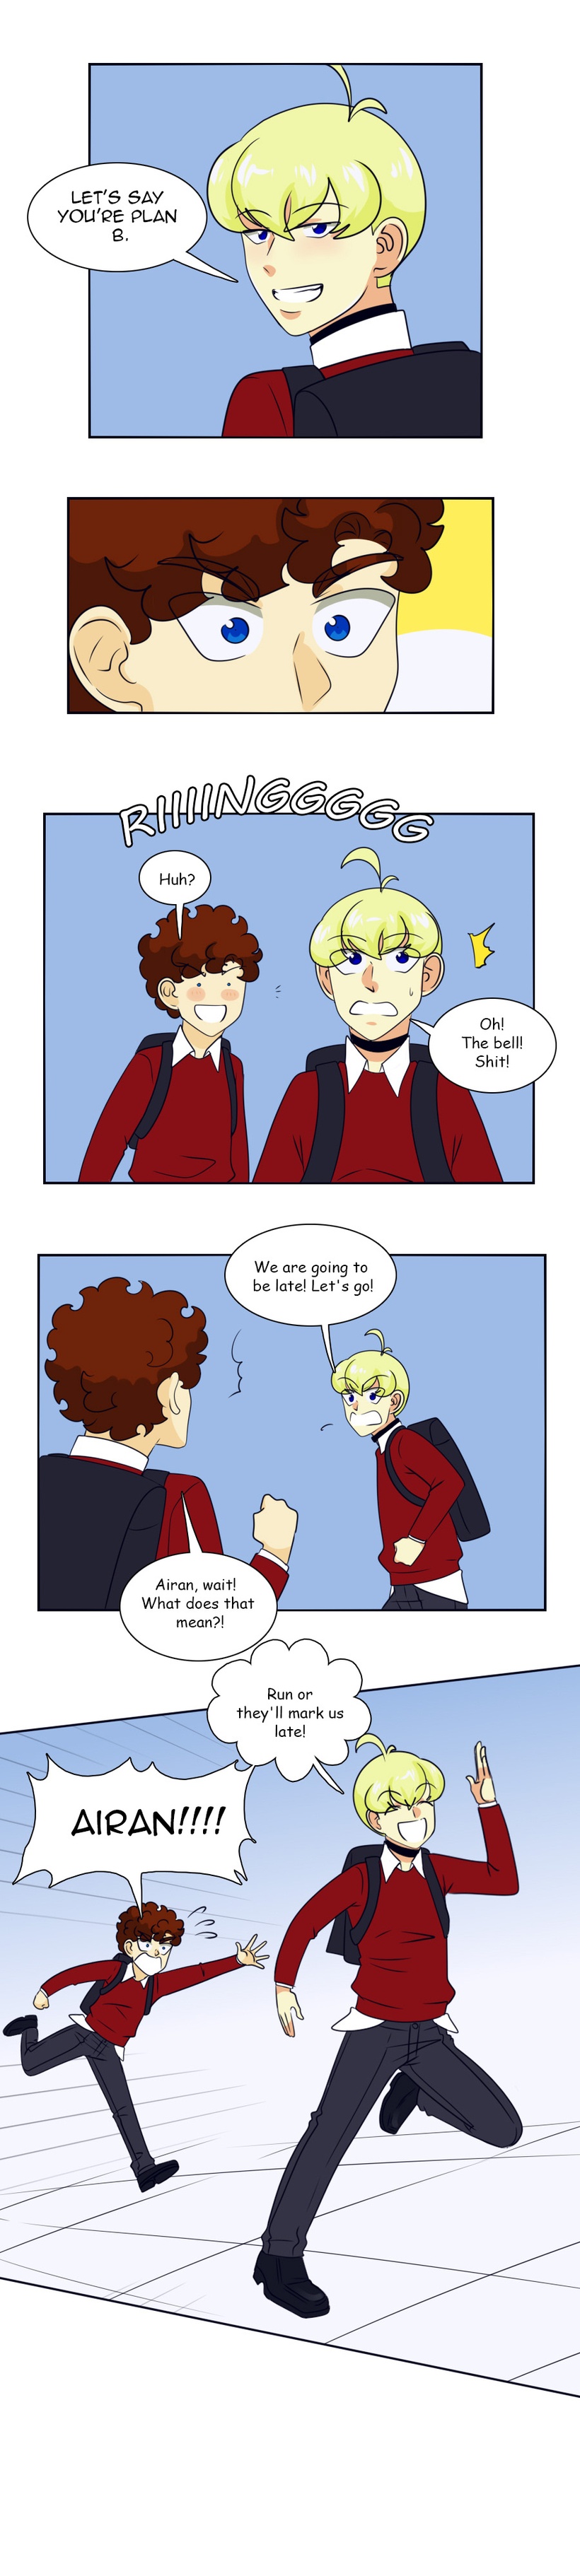 LET'S SAY
YOU'RE PLAN
B.
RIIIIINGGGGG
Huh?
Oh!
The bell!
Shit!
We are going to
be late! Let's go!
Airan, wait!
What does that
mean?!
Run or
they'll mark us
late!
AIRAN!!!!